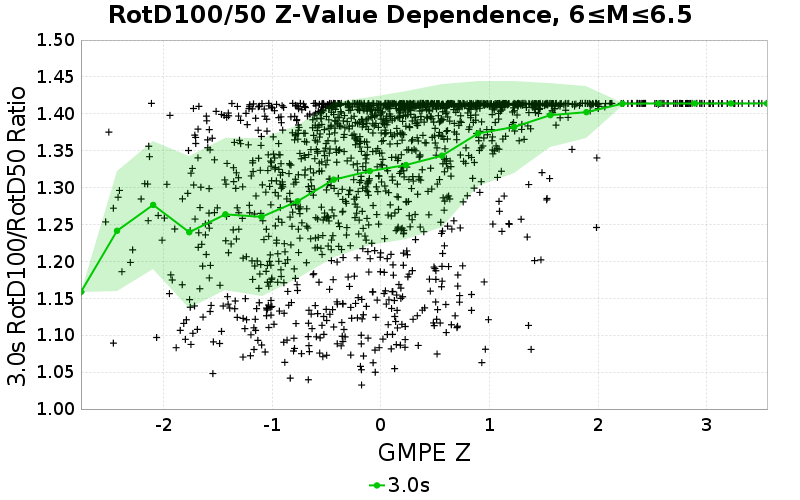 RotD100/50 Z-Value Dependence, 6≤M≤6.5
3.0s RotD100/RotD50 Ratio
1.50
1.45
1.40
1.35
1.30
1.25
1.20
1.15
1.10
1.05
1.00
-2 -1 0 1 2 3
GMPE Z
3.0s